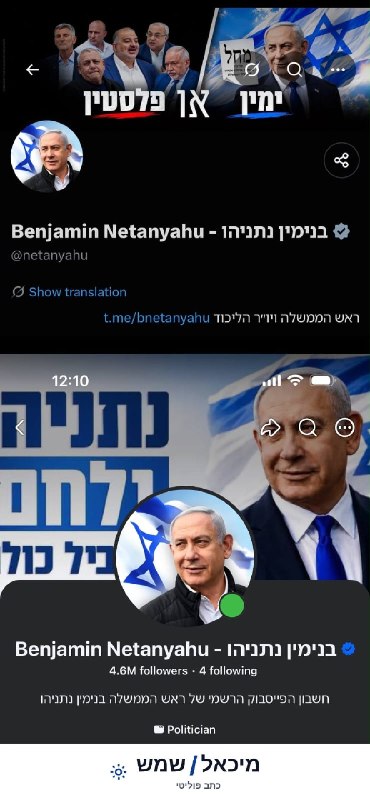 מחל
ימין או פלסטין
Benjamin Netanyahu - בנימין נתניהו
@netanyahu
Show translation
ראש הממשלה ויו״ר הליכוד t.me/bnetanyahu
12:10
נתניה
ילחם
ביל כול
Benjamin Netanyahu - בנימין נתניהו
4.6M followers · 4 following
חשבון הפייסבוק הרשמי של ראש הממשלה בנימין נתניהו
Politician
מיכאל/שמש
כתב פוליטי